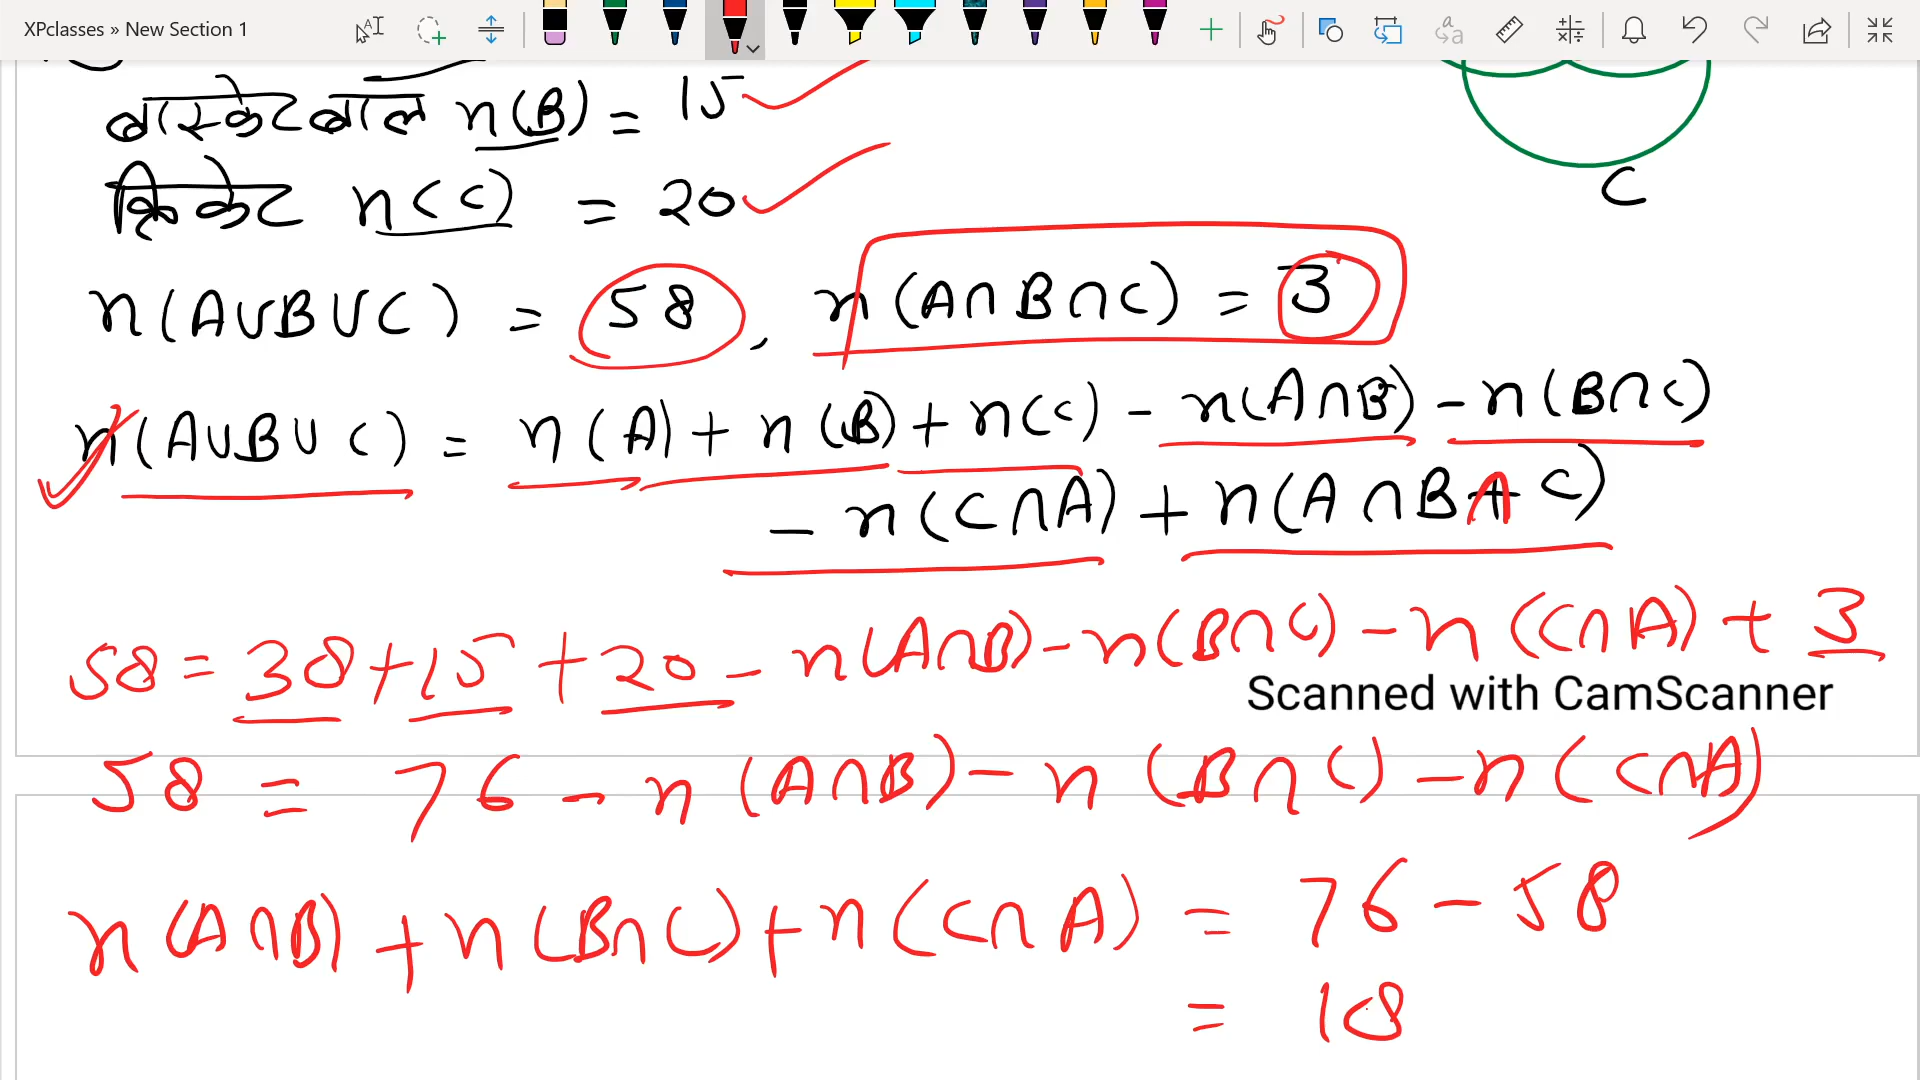 XPclasses » New Section 1
बास्केटबाल n(B) = 15
C
क्रिकेट n(C) = 20
n(A∪B∪C) = 58, n(A∩B∩C) = 3
n(A∪B∪C) = n(A) + n(B) + n(C) - n(A∩B) - n(B∩C)
- n(C∩A) + n(A∩B∩C)
58 = 38 + 15 + 20 - n(A∩B) - n(B∩C) - n(C∩A) + 3
Scanned with CamScanner
58 = 76 - n(A∩B) - n(B∩C) - n(C∩A)
n(A∩B) + n(B∩C) + n(C∩A) = 76 - 58
= 18